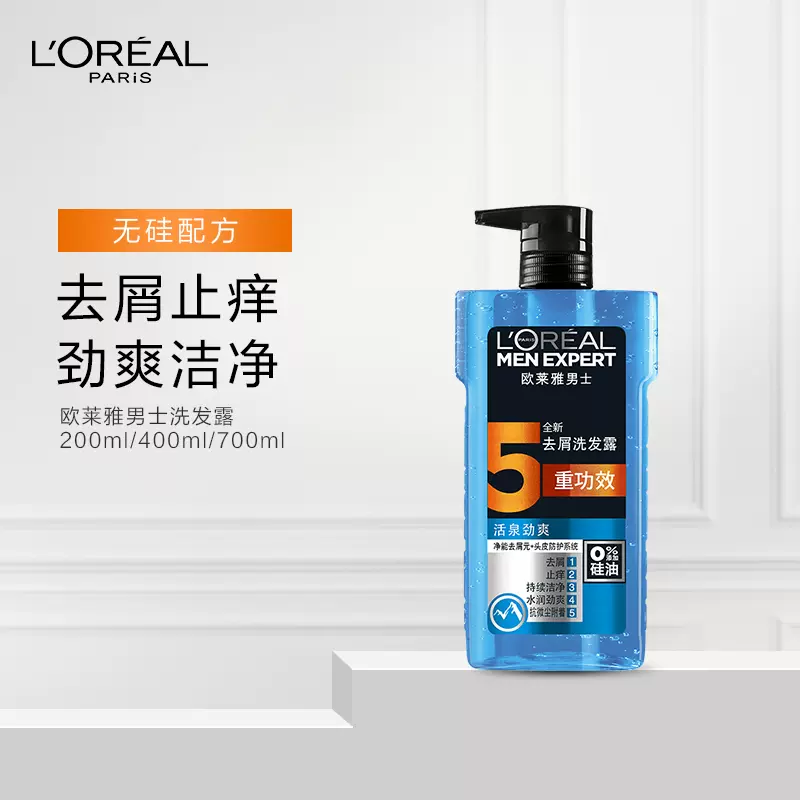 L'ORÉAL
PARIS
无硅配方
去屑止痒
劲爽洁净
欧莱雅男士洗发露
200ml/400ml/700ml
L'ORÉAL
PARIS
MEN EXPERT
欧莱雅男士
5
全新
去屑洗发露
重功效
活泉劲爽
净能去屑元+头皮防护系统
去屑1
止痒2
持续洁净3
水润劲爽4
抗微尘附着5
0%
添加
硅油